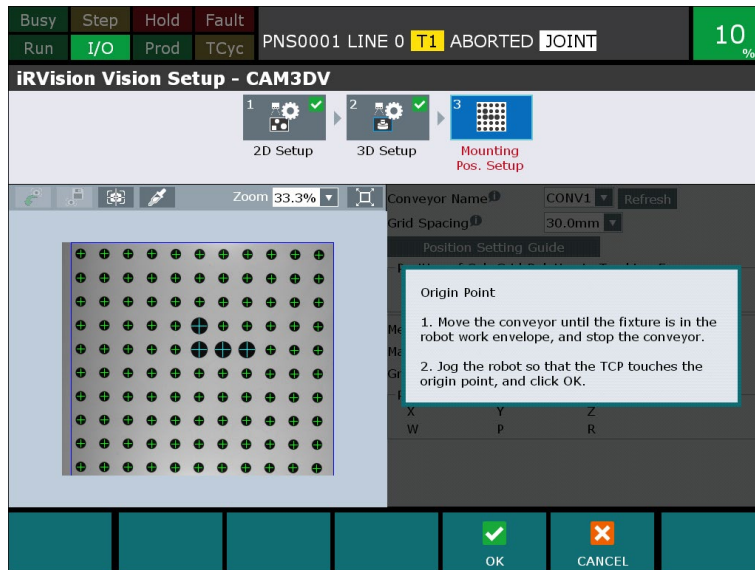 Busy Step Hold Fault
Run I/O Prod TCyc
PNS0001 LINE 0 T1 ABORTED JOINT
10 %
iRVision Vision Setup - CAM3DV
1 2 3
2D Setup 3D Setup Mounting
Pos. Setup
Zoom 33.3%
Conveyor Name CONV1 Refresh
Grid Spacing 30.0mm
Position Setting Guide
Origin Point
1. Move the conveyor until the fixture is in the
robot work envelope, and stop the conveyor.
2. Jog the robot so that the TCP touches the
origin point, and click OK.
X Y Z
W P R
OK CANCEL